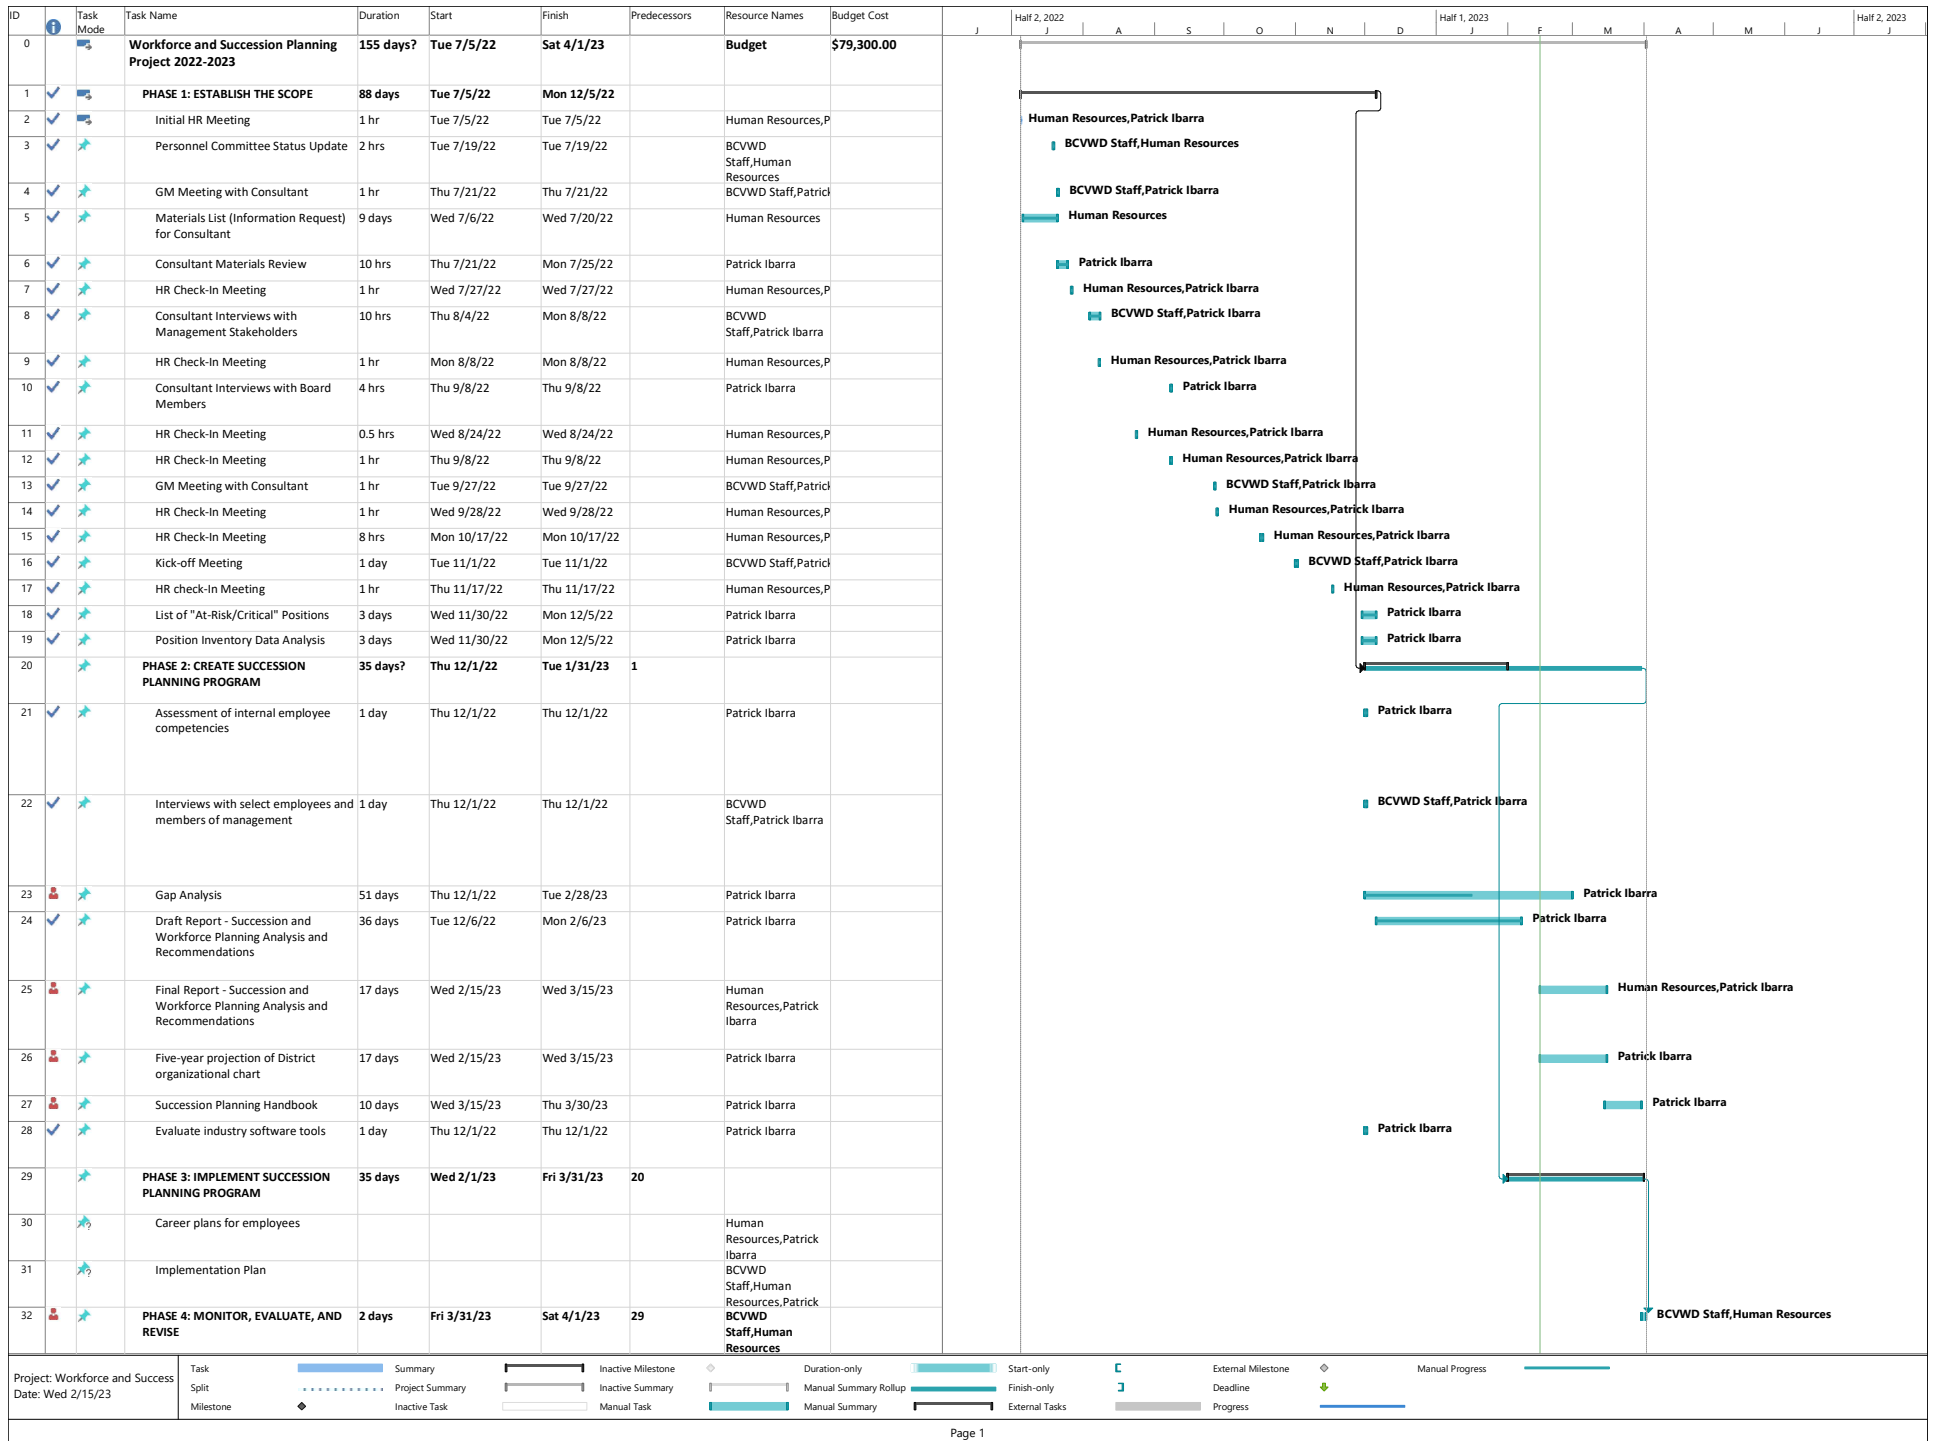 ID Task Mode Task Name Duration Start Finish Predecessors Resource Names Budget Cost
Half 2, 2022 Half 1, 2023 Half 2, 2023
J J A S O N D J F M A M J J
0 Workforce and Succession Planning 155 days? Tue 7/5/22 Sat 4/1/23 Budget $79,300.00
Project 2022-2023
1 PHASE 1: ESTABLISH THE SCOPE 88 days Tue 7/5/22 Mon 12/5/22
2 Initial HR Meeting 1 hr Tue 7/5/22 Tue 7/5/22 Human Resources,P Human Resources,Patrick Ibarra
3 Personnel Committee Status Update 2 hrs Tue 7/19/22 Tue 7/19/22 BCVWD BCVWD Staff,Human Resources
Staff,Human
Resources
4 GM Meeting with Consultant 1 hr Thu 7/21/22 Thu 7/21/22 BCVWD Staff,Patrick BCVWD Staff,Patrick Ibarra
5 Materials List (Information Request) 9 days Wed 7/6/22 Wed 7/20/22 Human Resources Human Resources
for Consultant
6 Consultant Materials Review 10 hrs Thu 7/21/22 Mon 7/25/22 Patrick Ibarra Patrick Ibarra
7 HR Check-In Meeting 1 hr Wed 7/27/22 Wed 7/27/22 Human Resources,P Human Resources,Patrick Ibarra
8 Consultant Interviews with 10 hrs Thu 8/4/22 Mon 8/8/22 BCVWD BCVWD Staff,Patrick Ibarra
Management Stakeholders Staff,Patrick Ibarra
9 HR Check-In Meeting 1 hr Mon 8/8/22 Mon 8/8/22 Human Resources,P Human Resources,Patrick Ibarra
10 Consultant Interviews with Board 4 hrs Thu 9/8/22 Thu 9/8/22 Patrick Ibarra Patrick Ibarra
Members
11 HR Check-In Meeting 0.5 hrs Wed 8/24/22 Wed 8/24/22 Human Resources,P Human Resources,Patrick Ibarra
12 HR Check-In Meeting 1 hr Thu 9/8/22 Thu 9/8/22 Human Resources,P Human Resources,Patrick Ibarra
13 GM Meeting with Consultant 1 hr Tue 9/27/22 Tue 9/27/22 BCVWD Staff,Patrick BCVWD Staff,Patrick Ibarra
14 HR Check-In Meeting 1 hr Wed 9/28/22 Wed 9/28/22 Human Resources,P Human Resources,Patrick Ibarra
15 HR Check-In Meeting 8 hrs Mon 10/17/22 Mon 10/17/22 Human Resources,P Human Resources,Patrick Ibarra
16 Kick-off Meeting 1 day Tue 11/1/22 Tue 11/1/22 BCVWD Staff,Patrick BCVWD Staff,Patrick Ibarra
17 HR check-In Meeting 1 hr Thu 11/17/22 Thu 11/17/22 Human Resources,P Human Resources,Patrick Ibarra
18 List of "At-Risk/Critical" Positions 3 days Wed 11/30/22 Mon 12/5/22 Patrick Ibarra Patrick Ibarra
19 Position Inventory Data Analysis 3 days Wed 11/30/22 Mon 12/5/22 Patrick Ibarra Patrick Ibarra
20 PHASE 2: CREATE SUCCESSION 35 days? Thu 12/1/22 Tue 1/31/23 1
PLANNING PROGRAM
21 Assessment of internal employee 1 day Thu 12/1/22 Thu 12/1/22 Patrick Ibarra Patrick Ibarra
competencies
22 Interviews with select employees and 1 day Thu 12/1/22 Thu 12/1/22 BCVWD BCVWD Staff,Patrick Ibarra
members of management Staff,Patrick Ibarra
23 Gap Analysis 51 days Thu 12/1/22 Tue 2/28/23 Patrick Ibarra Patrick Ibarra
24 Draft Report - Succession and 36 days Tue 12/6/22 Mon 2/6/23 Patrick Ibarra Patrick Ibarra
Workforce Planning Analysis and
Recommendations
25 Final Report - Succession and 17 days Wed 2/15/23 Wed 3/15/23 Human Human Resources,Patrick Ibarra
Workforce Planning Analysis and Resources,Patrick
Recommendations Ibarra
26 Five-year projection of District 17 days Wed 2/15/23 Wed 3/15/23 Patrick Ibarra Patrick Ibarra
organizational chart
27 Succession Planning Handbook 10 days Wed 3/15/23 Thu 3/30/23 Patrick Ibarra Patrick Ibarra
28 Evaluate industry software tools 1 day Thu 12/1/22 Thu 12/1/22 Patrick Ibarra Patrick Ibarra
29 PHASE 3: IMPLEMENT SUCCESSION 35 days Wed 2/1/23 Fri 3/31/23 20
PLANNING PROGRAM
30 Career plans for employees Human
Resources,Patrick
Ibarra
31 Implementation Plan BCVWD
Staff,Human
Resources,Patrick
32 PHASE 4: MONITOR, EVALUATE, AND 2 days Fri 3/31/23 Sat 4/1/23 29 BCVWD BCVWD Staff,Human Resources
REVISE Staff,Human
Resources
Project: Workforce and Success
Date: Wed 2/15/23
Task Summary Inactive Milestone Duration-only Start-only External Milestone Manual Progress
Split Project Summary Inactive Summary Manual Summary Rollup Finish-only Deadline
Milestone Inactive Task Manual Task Manual Summary External Tasks Progress
Page 1